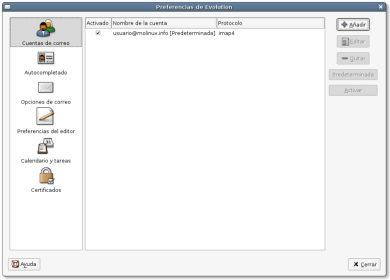 Preferencias de Evolution
Cuentas de correo
Autocompletado
Opciones de correo
Preferencias del editor
Calendario y tareas
Certificados
Activado Nombre de la cuenta Protocolo
usuario@molinux.info [Predeterminada] imap4
Añadir
Editar
Quitar
Predeterminada
Activar
Ayuda
Cerrar